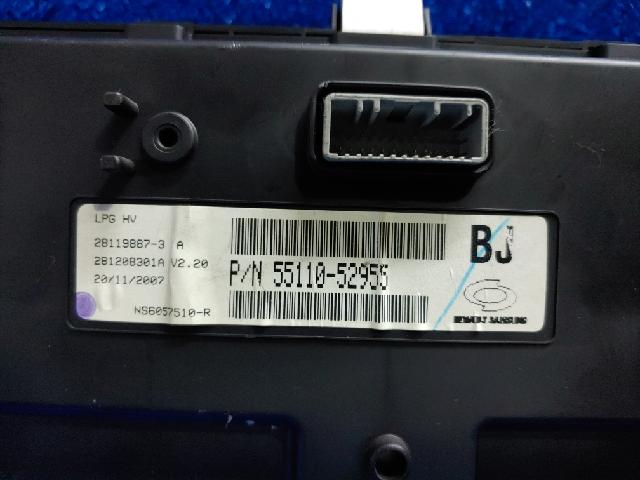 LPG HV
28119867-3 A
281208301A V2.20
20/11/2007
NS6057510-R
P/N 55110-52955
BJ
RENAULT SAMSUNG